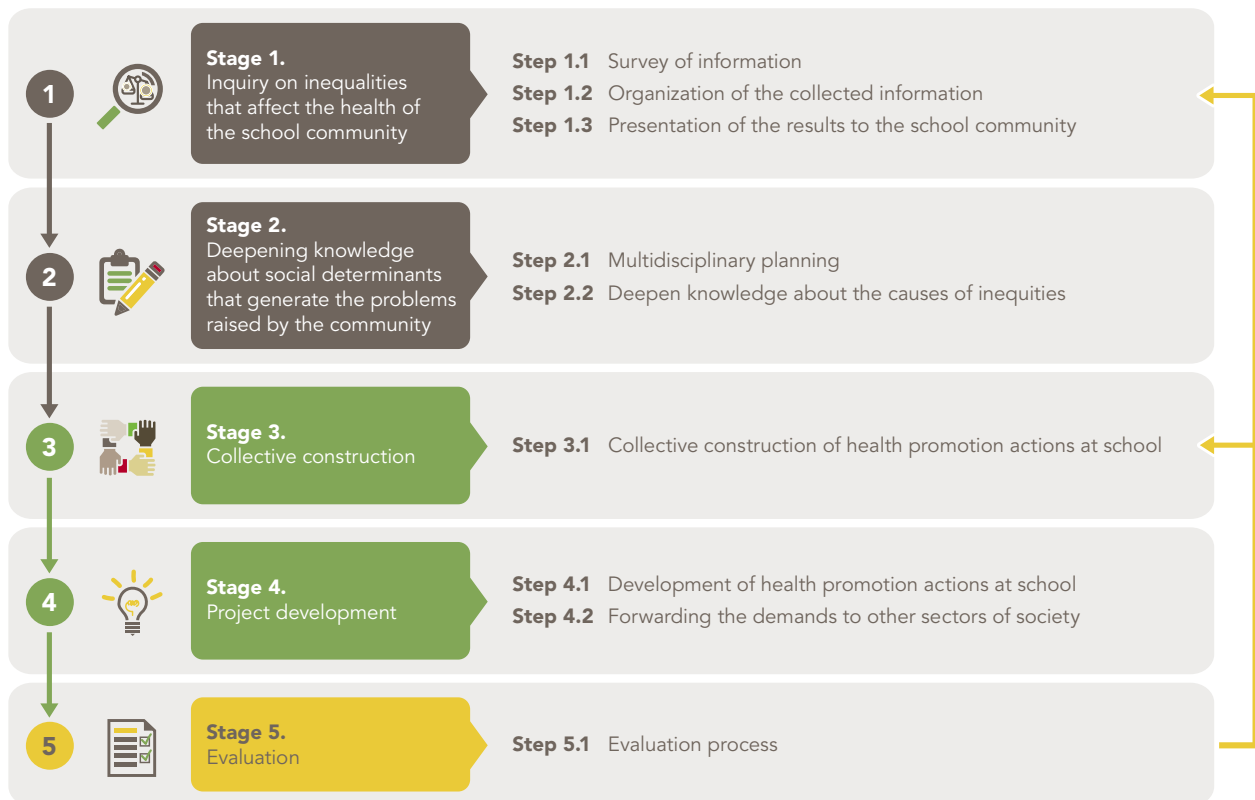 1
Stage 1.
Inquiry on inequalities
that affect the health of
the school community
Step 1.1 Survey of information
Step 1.2 Organization of the collected information
Step 1.3 Presentation of the results to the school community
2
Stage 2.
Deepening knowledge
about social determinants
that generate the problems
raised by the community
Step 2.1 Multidisciplinary planning
Step 2.2 Deepen knowledge about the causes of inequities
3
Stage 3.
Collective construction
Step 3.1 Collective construction of health promotion actions at school
4
Stage 4.
Project development
Step 4.1 Development of health promotion actions at school
Step 4.2 Forwarding the demands to other sectors of society
5
Stage 5.
Evaluation
Step 5.1 Evaluation process